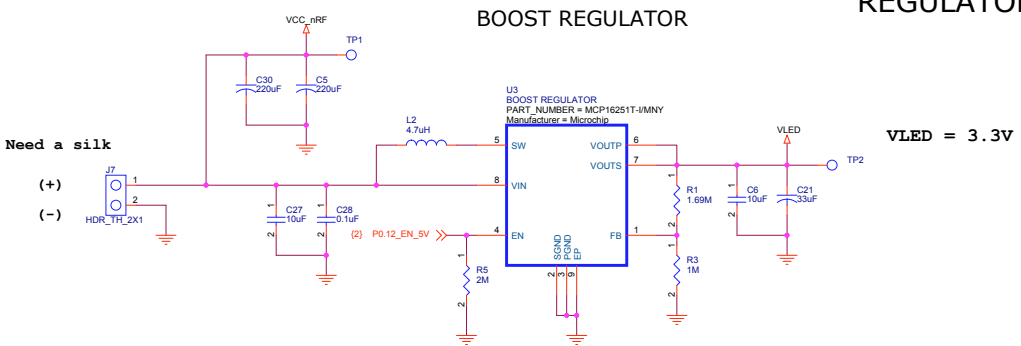 BOOST REGULATOR
REGULATOR
VCC_nRF
TP1
C30
220uF
C5
220uF
U3
BOOST REGULATOR
PART_NUMBER = MCP16251T-I/MNY
Manufacturer = Microchip
L2
4.7uH
VLED
VLED = 3.3V
Need a silk
5
SW
VOUTP
6
VOUTS
7
TP2
J7
(+)
1
8
VIN
(-)
2
HDR_TH_2X1
1
C27
10uF
2
1
C28
0.1uF
2
1
R1
1.69M
2
1
C6
10uF
2
C21
33uF
{2} P0.12_EN_5V
4
EN
FB
1
SGND
PGND
EP
2
3
9
1
R5
2M
2
1
R3
1M
2